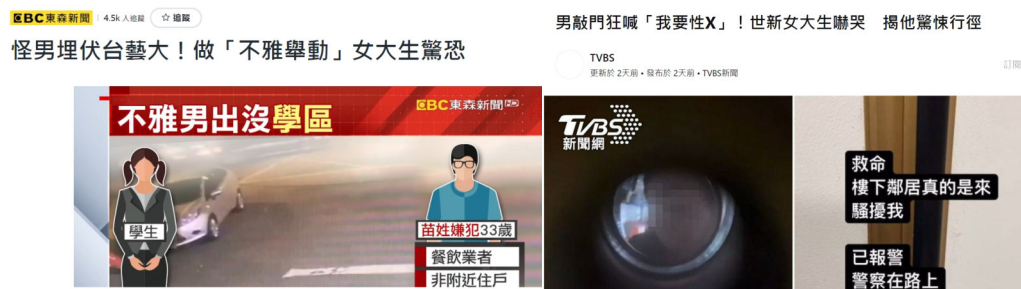 EBC東森新聞 4.5k 人追蹤 ☆ 追蹤
怪男埋伏台藝大！做「不雅舉動」女大生驚恐
不雅男出沒學區
EBC東森新聞HD
學生
苗姓嫌犯33歲
餐飲業者
非附近住戶
男敲門狂喊「我要性X」！世新女大生嚇哭 揭他驚悚行徑
TVBS
更新於 2天前 • 發布於 2天前 • TVBS新聞
訂閱
TVBS
新聞網
救命
樓下鄰居真的是來
騷擾我
已報警
警察在路上